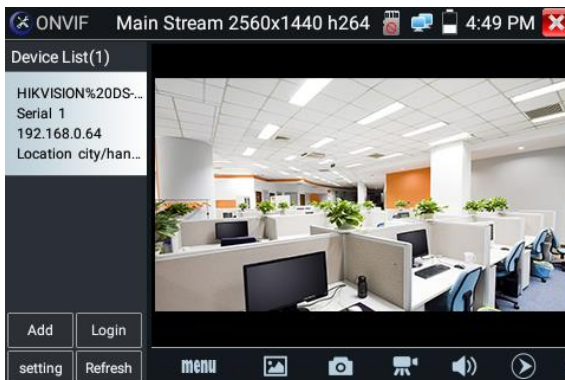 ONVIF Main Stream 2560x1440 h264 4:49 PM
Device List(1)
HIKVISION%20DS-...
Serial 1
192.168.0.64
Location city/han...
Add Login
setting Refresh
menu